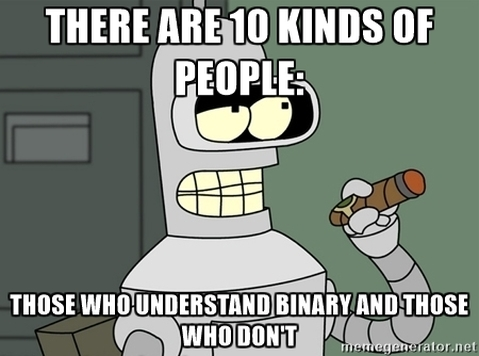 THERE ARE 10 KINDS OF
PEOPLE:
THOSE WHO UNDERSTAND BINARY AND THOSE
WHO DON'T
memegenerator.net